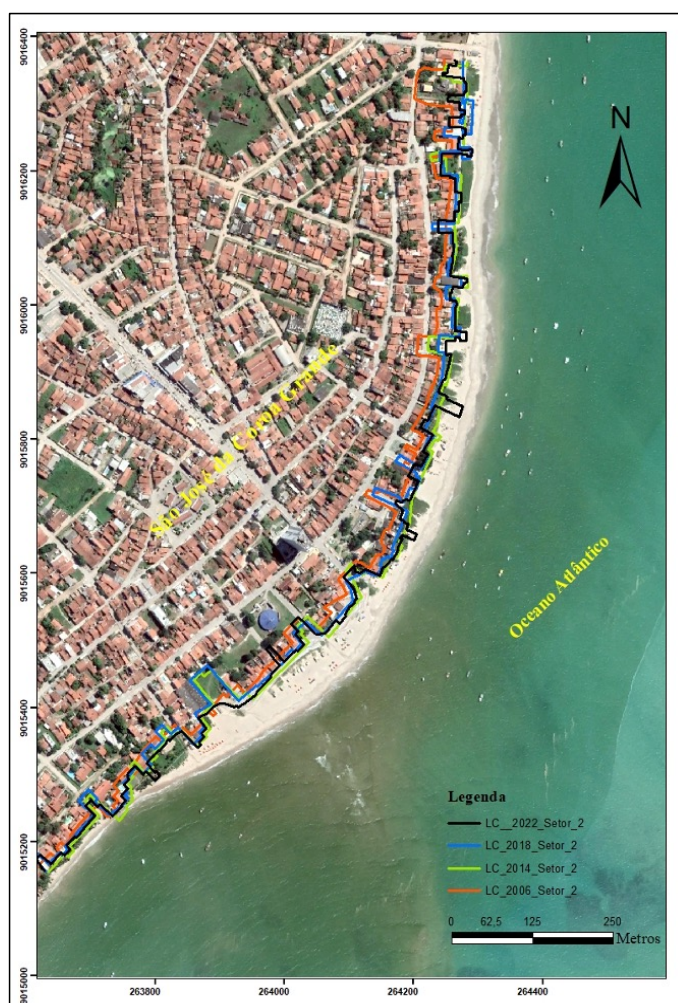 9016400
9016200
9016000
9015800
9015600
9015400
9015200
9015000
N
São José da Coroa Grande
Oceano Atlântico
Legenda
LC__2022_Setor_2
LC_2018_Setor_2
LC_2014_Setor_2
LC_2006_Setor_2
0 62,5 125 250
Metros
263800 264000 264200 264400